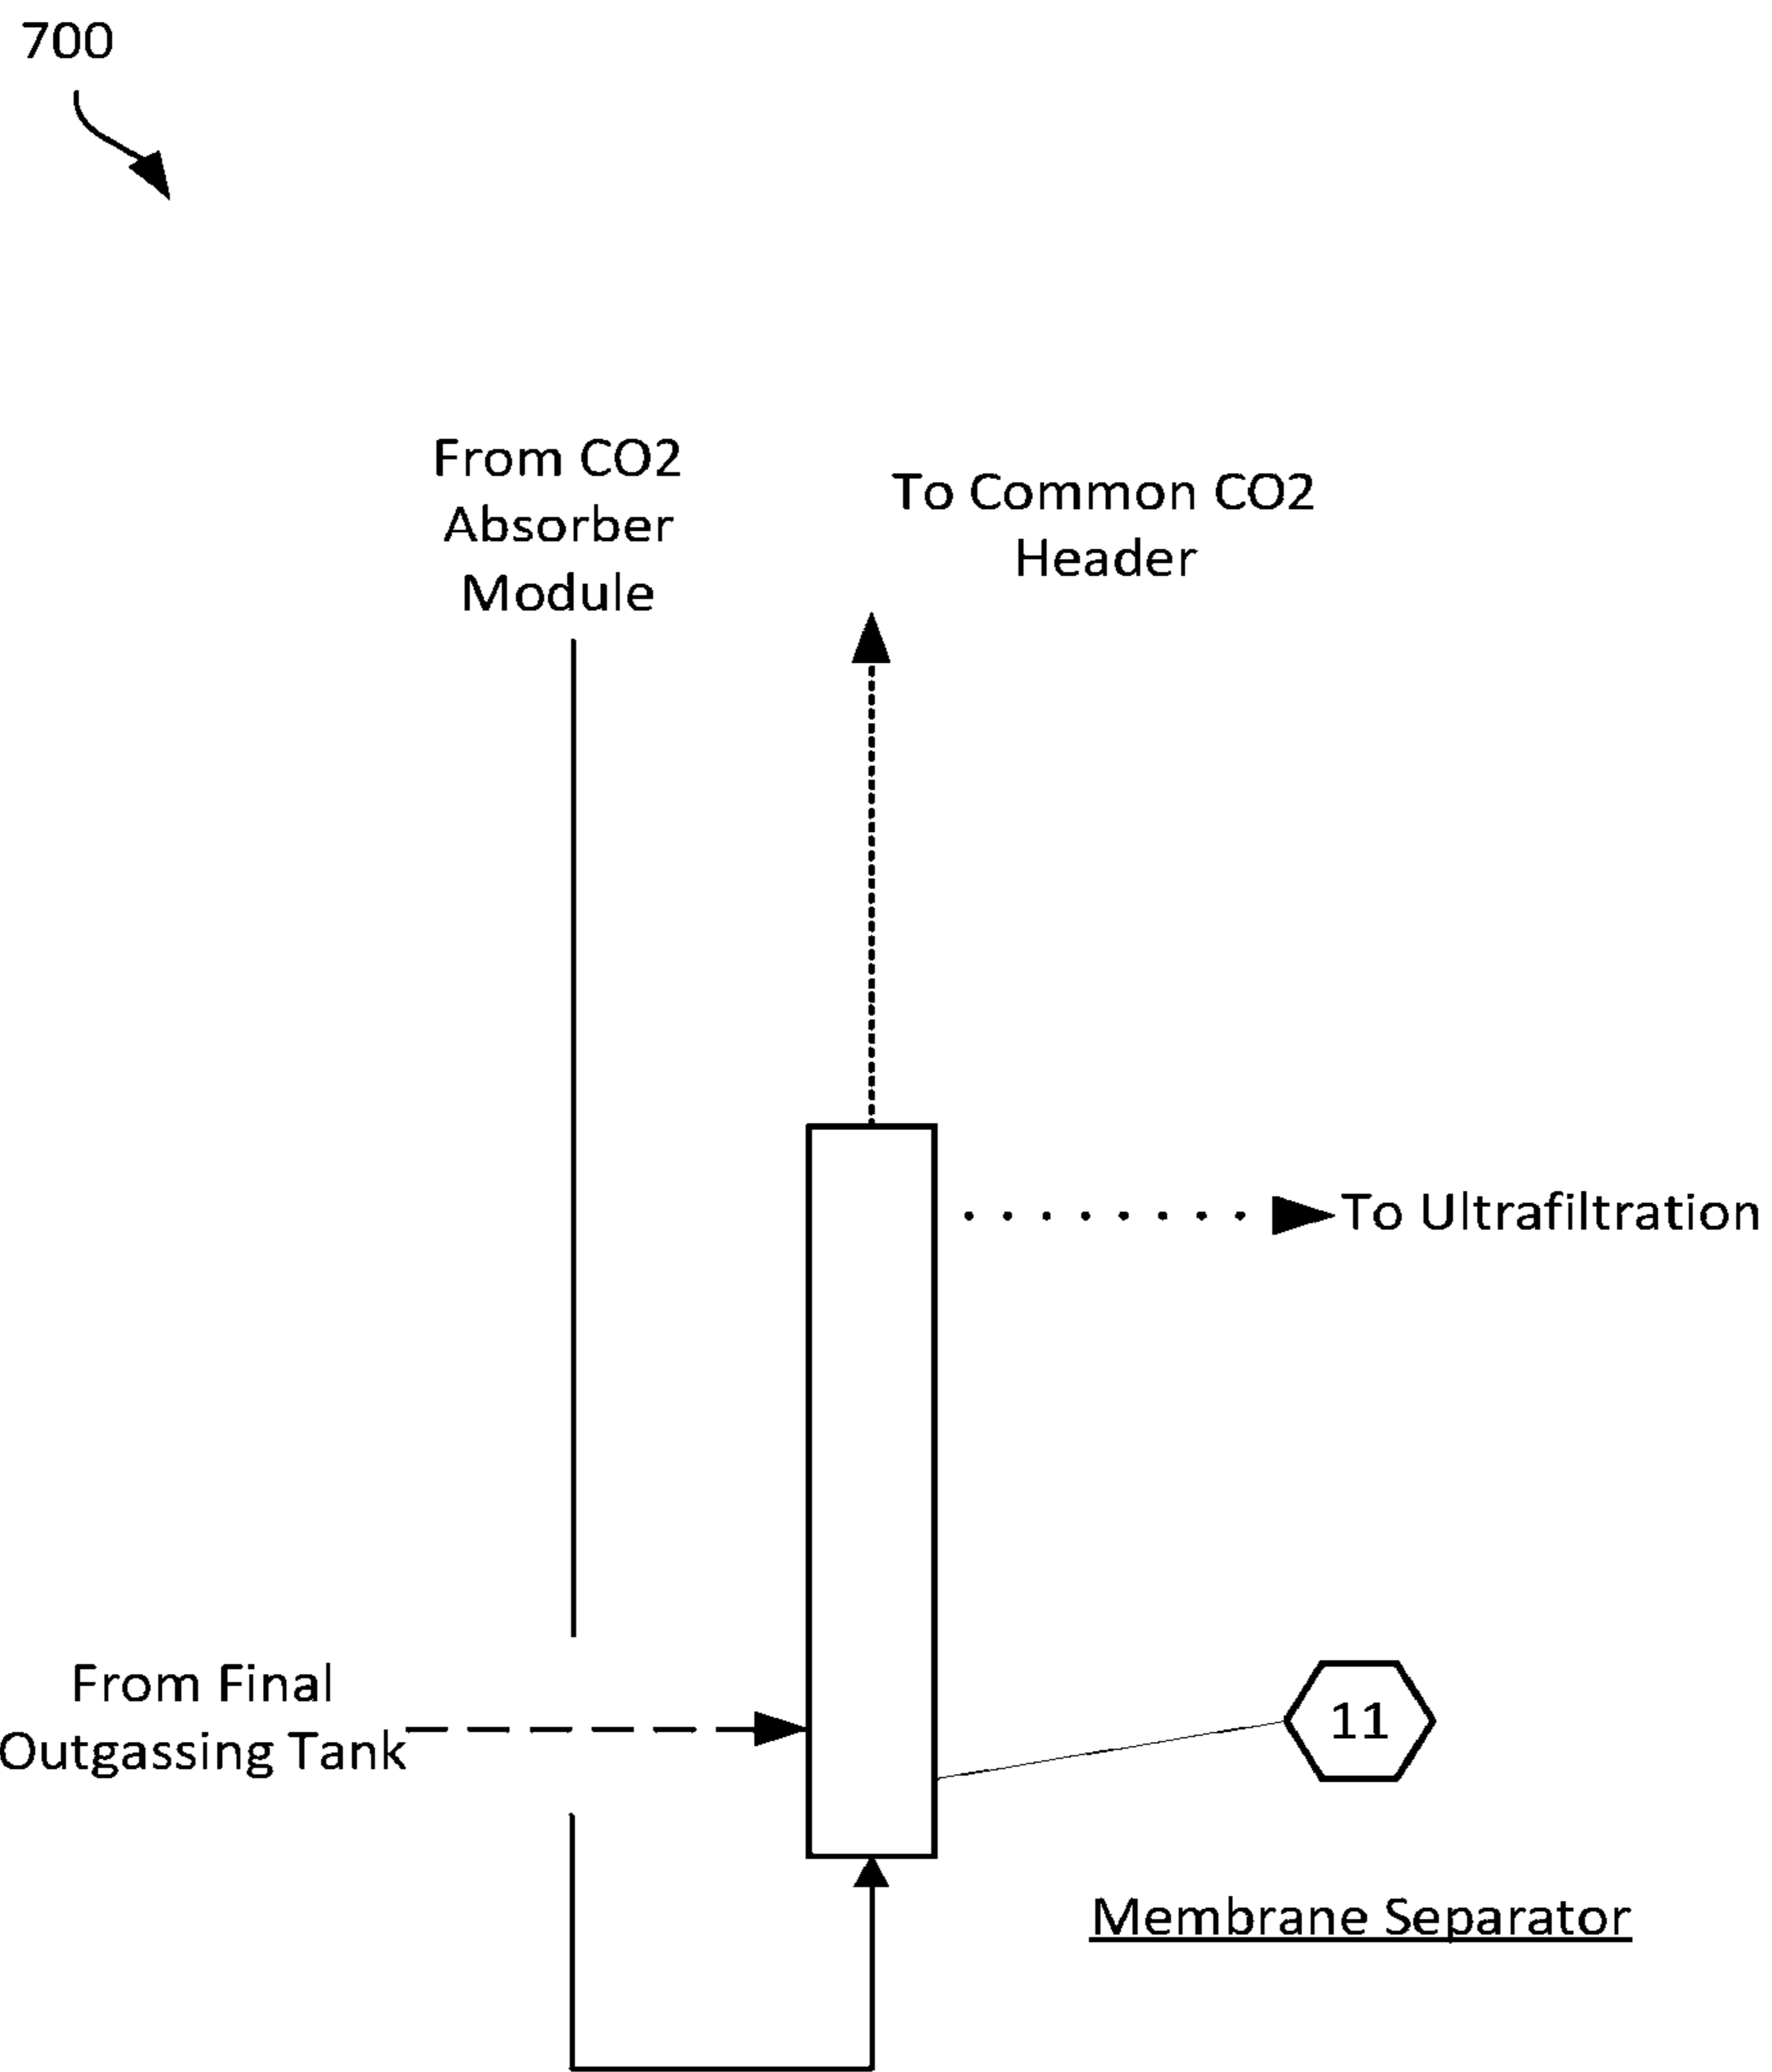 700
From CO2
Absorber
Module
To Common CO2
Header
To Ultrafiltration
From Final
Outgassing Tank
11
Membrane Separator